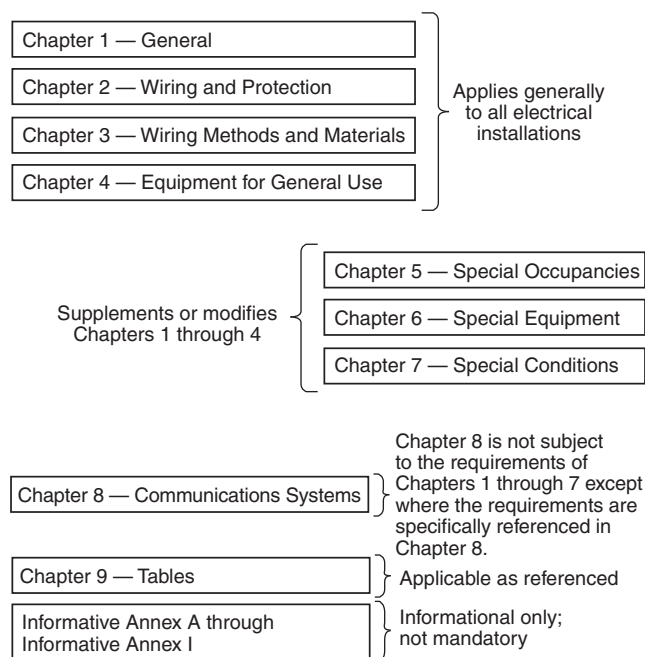 Chapter 1 — General
Chapter 2 — Wiring and Protection
Chapter 3 — Wiring Methods and Materials
Chapter 4 — Equipment for General Use
Applies generally
to all electrical
installations
Supplements or modifies
Chapters 1 through 4
Chapter 5 — Special Occupancies
Chapter 6 — Special Equipment
Chapter 7 — Special Conditions
Chapter 8 — Communications Systems
Chapter 8 is not subject
to the requirements of
Chapters 1 through 7 except
where the requirements are
specifically referenced in
Chapter 8.
Chapter 9 — Tables
Applicable as referenced
Informative Annex A through
Informative Annex I
Informational only;
not mandatory